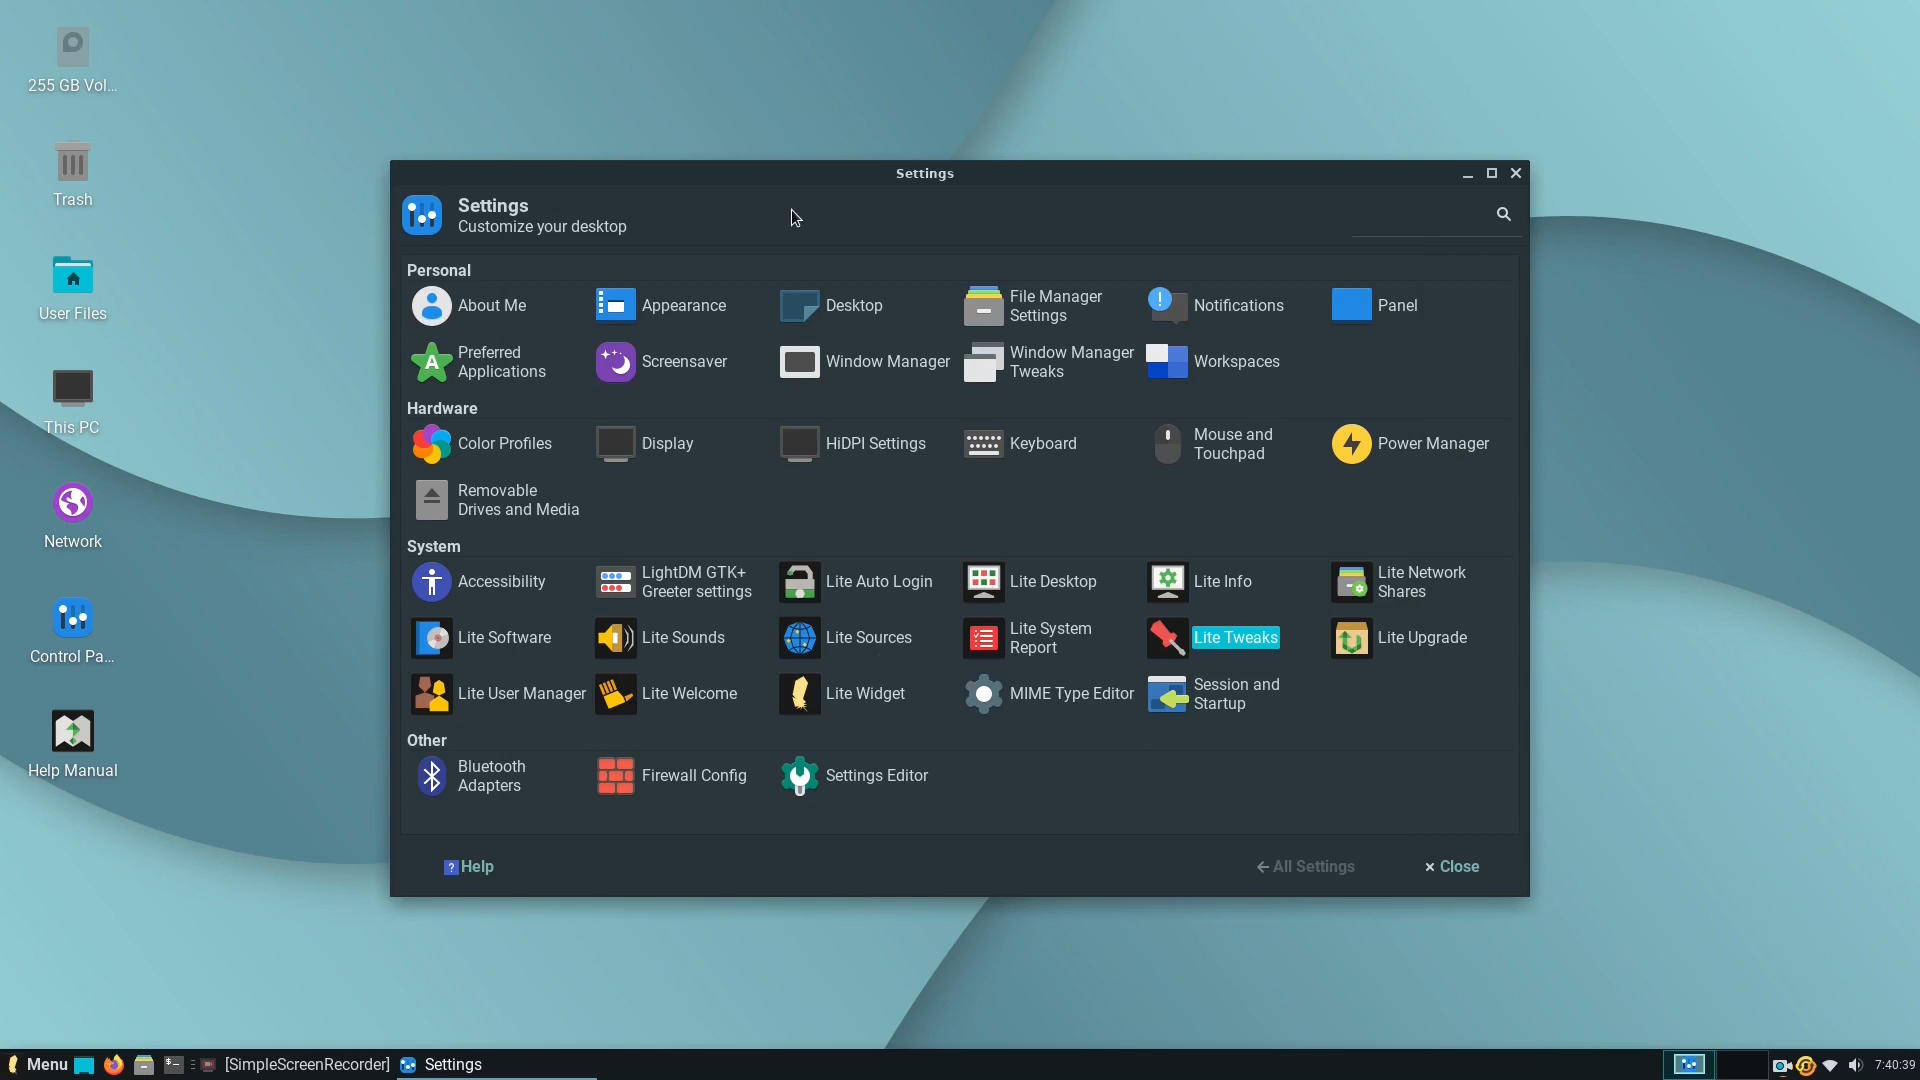 255 GB Vol...
Trash
User Files
This PC
Network
Control Pa...
Help Manual
Settings
Settings
Customize your desktop
Personal
About Me
Appearance
Desktop
File Manager
Settings
Notifications
Panel
Preferred
Applications
Screensaver
Window Manager
Window Manager
Tweaks
Workspaces
Hardware
Color Profiles
Display
HiDPI Settings
Keyboard
Mouse and
Touchpad
Power Manager
Removable
Drives and Media
System
Accessibility
LightDM GTK+
Greeter settings
Lite Auto Login
Lite Desktop
Lite Info
Lite Network
Shares
Lite Software
Lite Sounds
Lite Sources
Lite System
Report
Lite Tweaks
Lite Upgrade
Lite User Manager
Lite Welcome
Lite Widget
MIME Type Editor
Session and
Startup
Other
Bluetooth
Adapters
Firewall Config
Settings Editor
Help
All Settings
Close
Menu
[SimpleScreenRecorder]
Settings
7:40:39